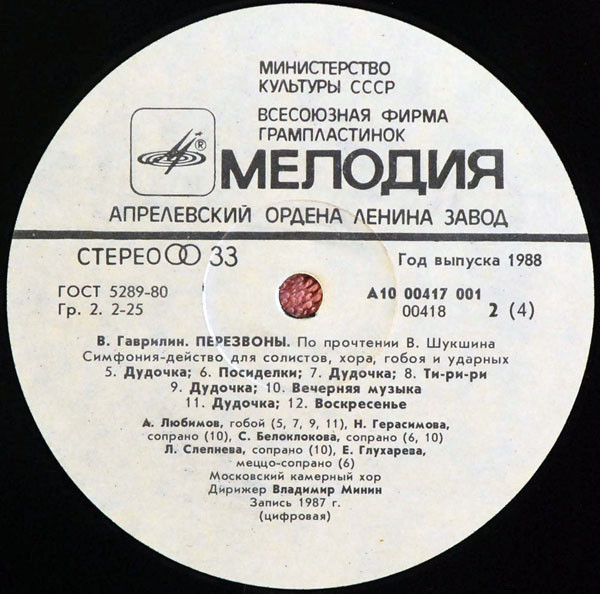 МИНИСТЕРСТВО
КУЛЬТУРЫ СССР
ВСЕСОЮЗНАЯ ФИРМА
ГРАМПЛАСТИНОК
®
МЕЛОДИЯ
АПРЕЛЕВСКИЙ ОРДЕНА ЛЕНИНА ЗАВОД
СТЕРЕО 33
Год выпуска 1988
ГОСТ 5289-80
А10 00417 001
Гр. 2. 2-25
00418 2 (4)
В. Гаврилин. ПЕРЕЗВОНЫ. По прочтении В. Шукшина
Симфония-действо для солистов, хора, гобоя и ударных
5. Дудочка; 6. Посиделки; 7. Дудочка; 8. Ти-ри-ри
9. Дудочка; 10. Вечерняя музыка
11. Дудочка; 12. Воскресенье
А. Любимов, гобой (5, 7, 9, 11), Н. Герасимова,
сопрано (10), С. Белоклокова, сопрано (6, 10)
Л. Слепнева, сопрано (10), Е. Глухарева,
меццо-сопрано (6)
Московский камерный хор
Дирижер Владимир Минин
Запись 1987 г.
(цифровая)